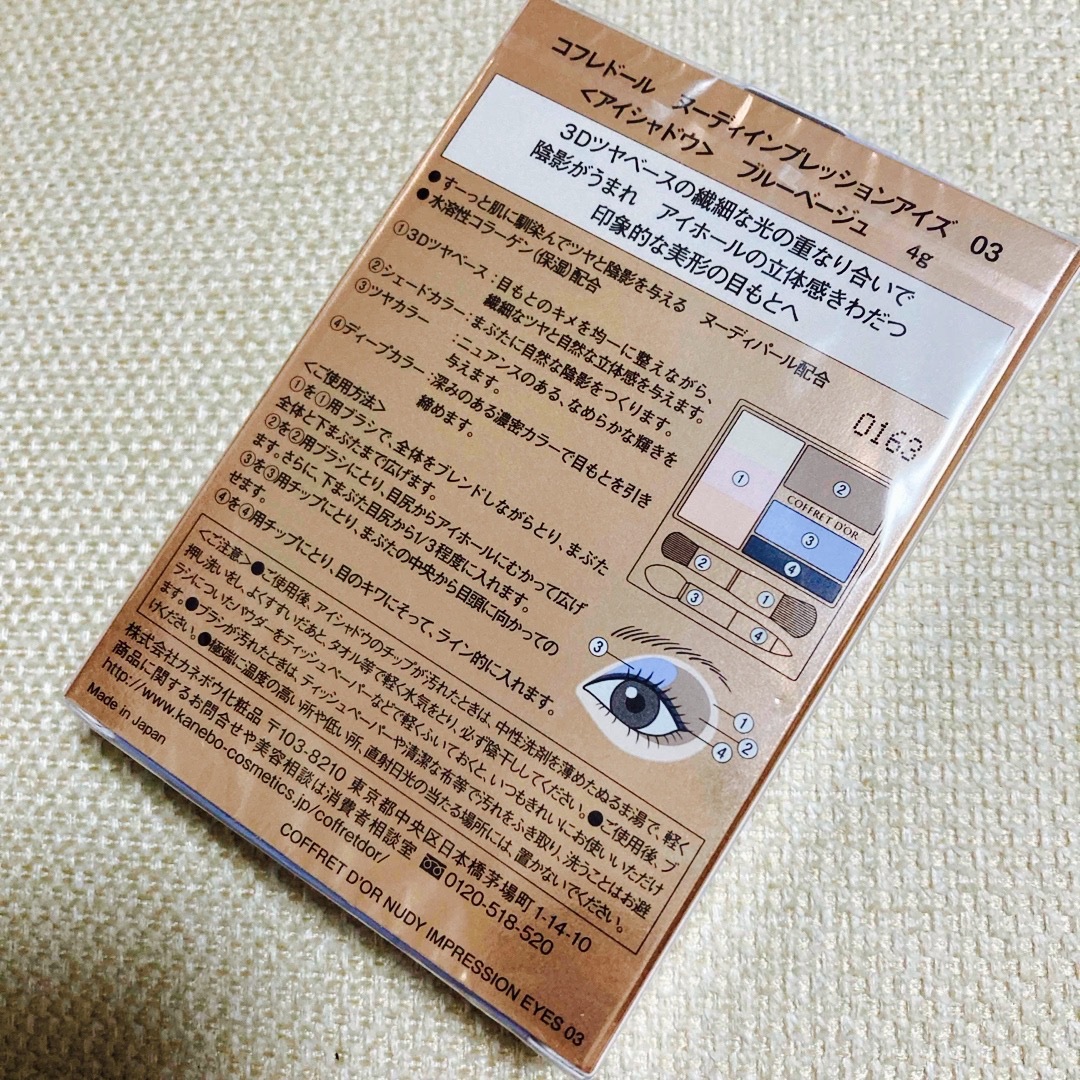 コフレドール ヌーディインプレッションアイズ 03
<アイシャドウ> ブルーベージュ 4g
3Dツヤベースの繊細な光の重なり合いで
陰影がうまれ アイホールの立体感きわだつ
印象的な美形の目もとへ
●すーっと肌に馴染んでツヤと陰影を与える ヌーディパール配合
●水溶性コラーゲン(保湿)配合
①3Dツヤベース:目もとのキメを均一に整えながら、
繊細なツヤと自然な立体感を与えます。
②シェードカラー:まぶたに自然な陰影をつくります。
③ツヤカラー :ニュアンスのある、なめらかな輝きを
与えます。
④ディープカラー:深みのある濃密カラーで目もとを引き
締めます。
0163
①
②
COFFRET D'OR
③
④
②
①
③
④
③
①
②
④
<ご使用方法>
①を①用ブラシで、全体をブレンドしながらとり、まぶた
全体と下まぶたまで広げます。
②を②用ブラシにとり、目尻からアイホールにむかって広げ
ます。さらに、下まぶた目尻から1/3程度に入れます。
③を③用チップにとり、まぶたの中央から目頭に向かっての
せます。
④を④用チップにとり、目のキワにそって、ライン的に入れます。
<ご注意>●ご使用後、アイシャドウのチップが汚れたときは、中性洗剤を薄めたぬるま湯で、軽く
押し洗いをし、よくすすいだあと、タオル等で軽く水気をとり、必ず陰干ししてください。●ご使用後、ブ
ラシについたパウダーをティッシュペーパーなどで軽くふいておくと、いつもきれいにお使いいただけ
ます。●ブラシが汚れたときは、ティッシュペーパーや清潔な布等で汚れをふき取り、洗うことはお避
けください。●極端に温度の高い所や低い所、直射日光の当たる場所には、置かないでください。
株式会社カネボウ化粧品 〒103-8210 東京都中央区日本橋茅場町1-14-10
商品に関するお問合せや美容相談は消費者相談室 0120-518-520
http://www.kanebo-cosmetics.jp/coffretdor/
Made in Japan
COFFRET D'OR NUDY IMPRESSION EYES 03